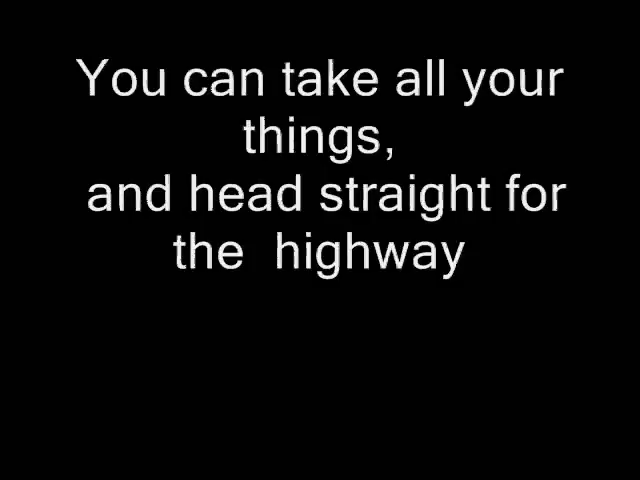 You can take all your
things,
and head straight for
the  highway